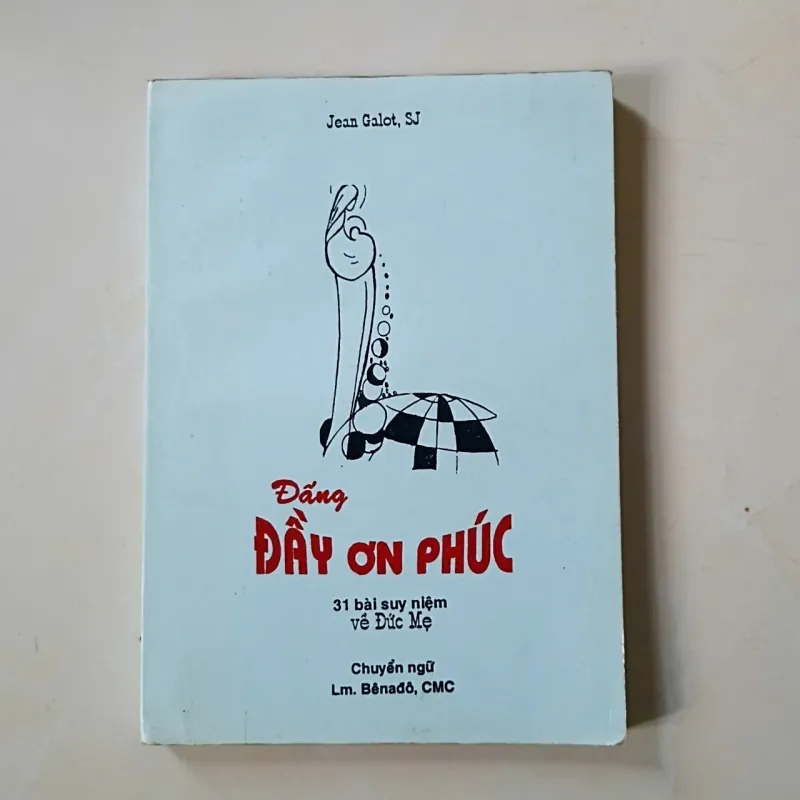 Jean Galot, SJ
Đấng
ĐẦY ƠN PHÚC
31 bài suy niệm
về Đức Mẹ
Chuyển ngữ
Lm. Bênađô, CMC